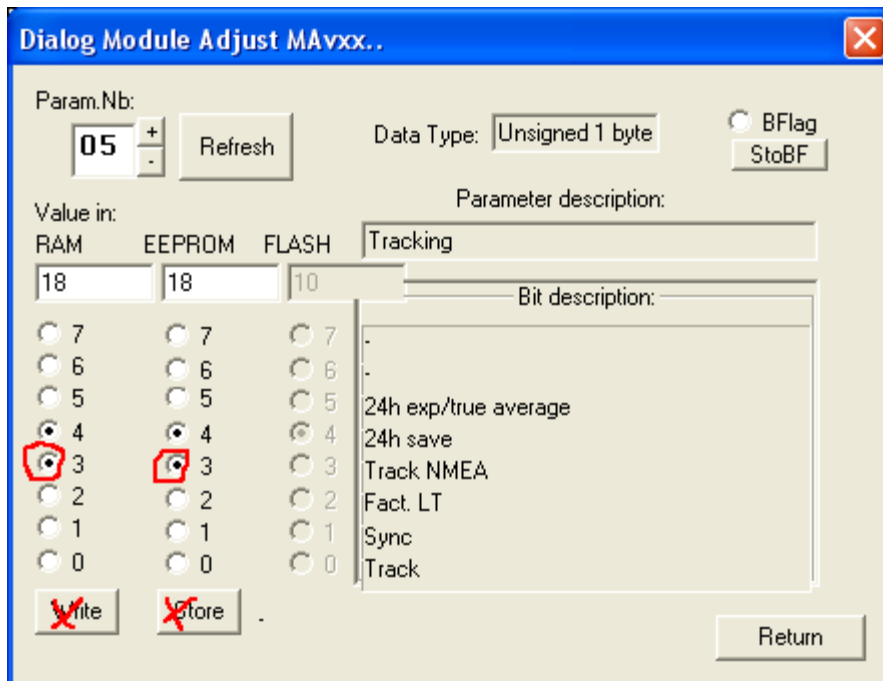 Dialog Module Adjust MAvxx..
Param.Nb:
05
+
-
Refresh
Data Type: Unsigned 1 byte
BFlag
StoBF
Value in:
RAM EEPROM FLASH
18 18 10
Parameter description:
Tracking
Bit description:
7 7 7 -
6 6 6 -
5 5 5 24h exp/true average
4 4 4 24h save
3 3 3 Track NMEA
2 2 2 Fact. LT
1 1 1 Sync
0 0 0 Track
Write Store .
Return